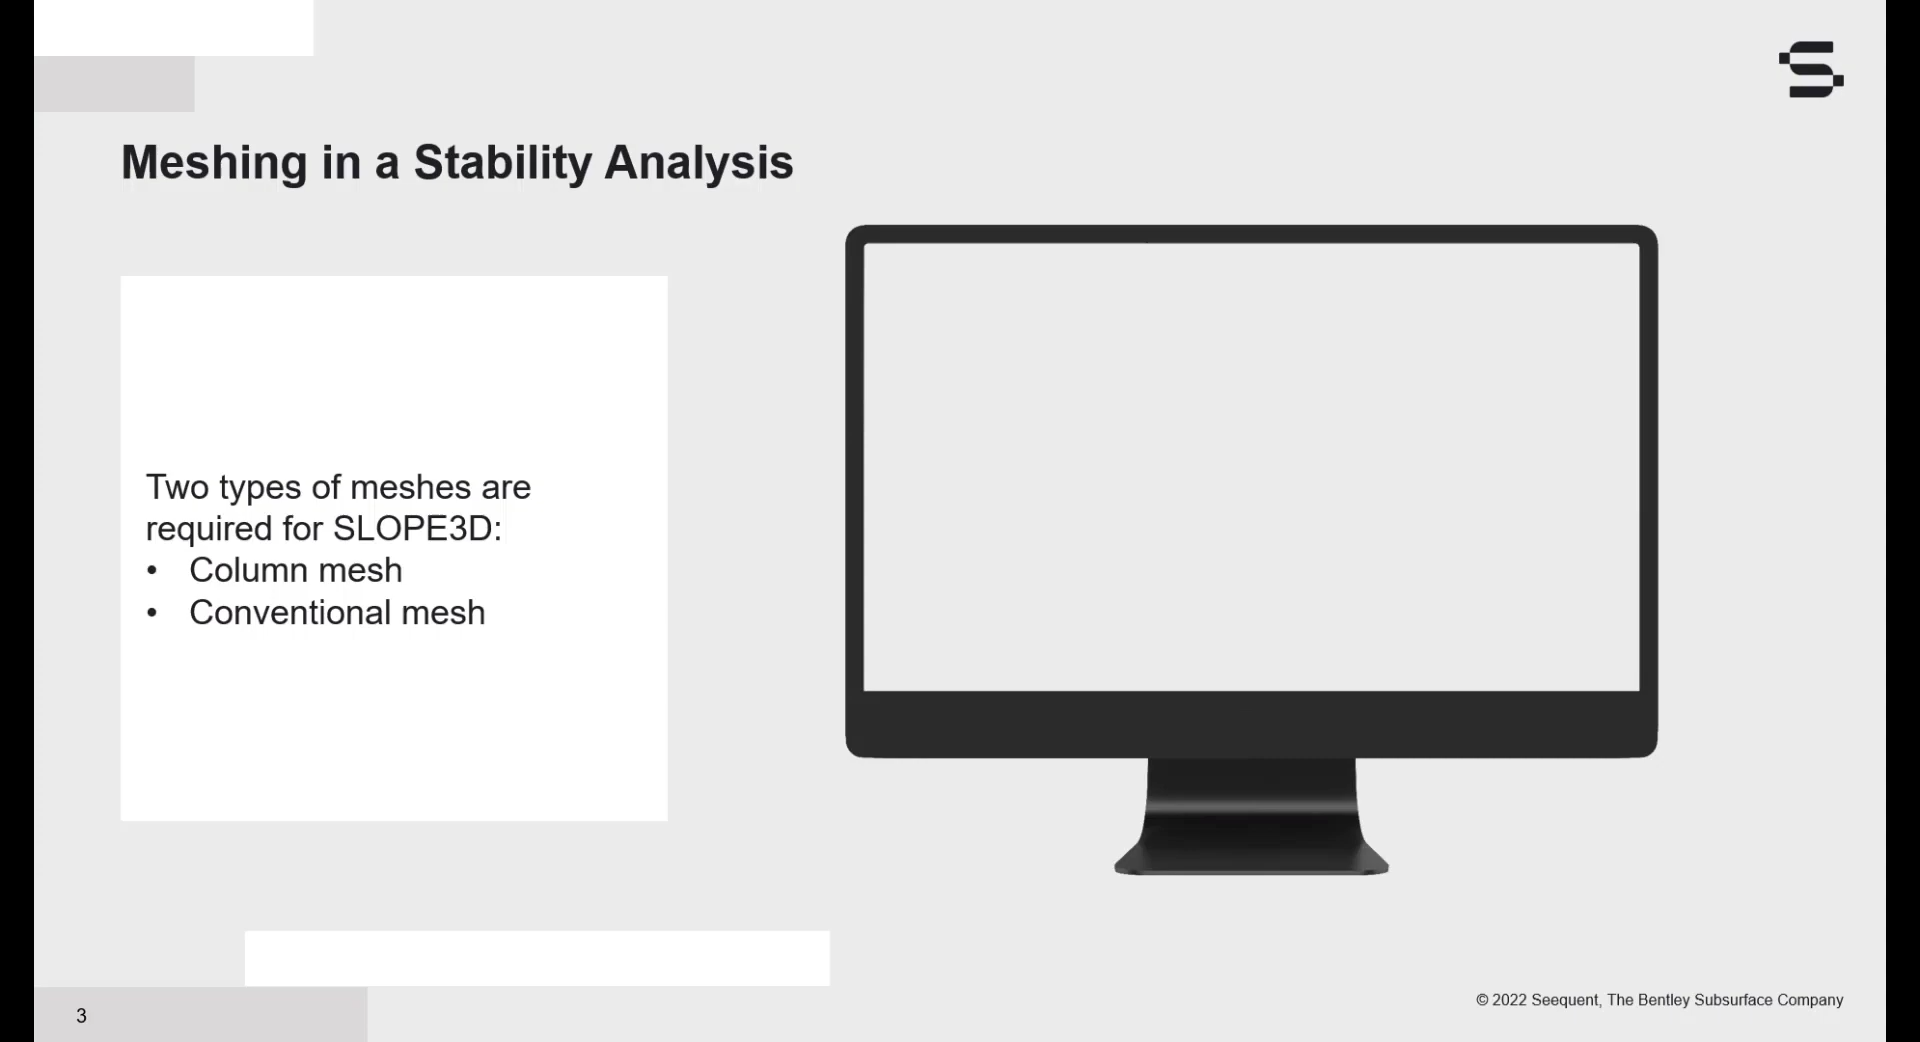 Meshing in a Stability Analysis
Two types of meshes are
required for SLOPE3D:
• Column mesh
• Conventional mesh
3
© 2022 Seequent, The Bentley Subsurface Company